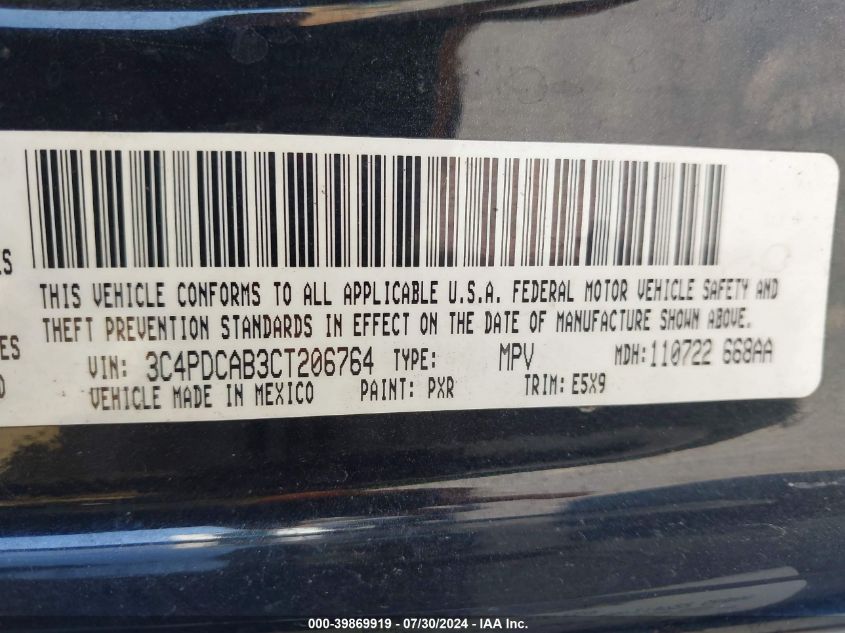 THIS VEHICLE CONFORMS TO ALL APPLICABLE U.S.A. FEDERAL MOTOR VEHICLE SAFETY AND
THEFT PREVENTION STANDARDS IN EFFECT ON THE DATE OF MANUFACTURE SHOWN ABOVE.
VIN: 3C4PDCAB3CT206764 TYPE: MPV MDH:110722 668AA
VEHICLE MADE IN MEXICO PAINT: PXR TRIM: E5X9
000-39869919 / 07/30/2024 - IAA Inc.